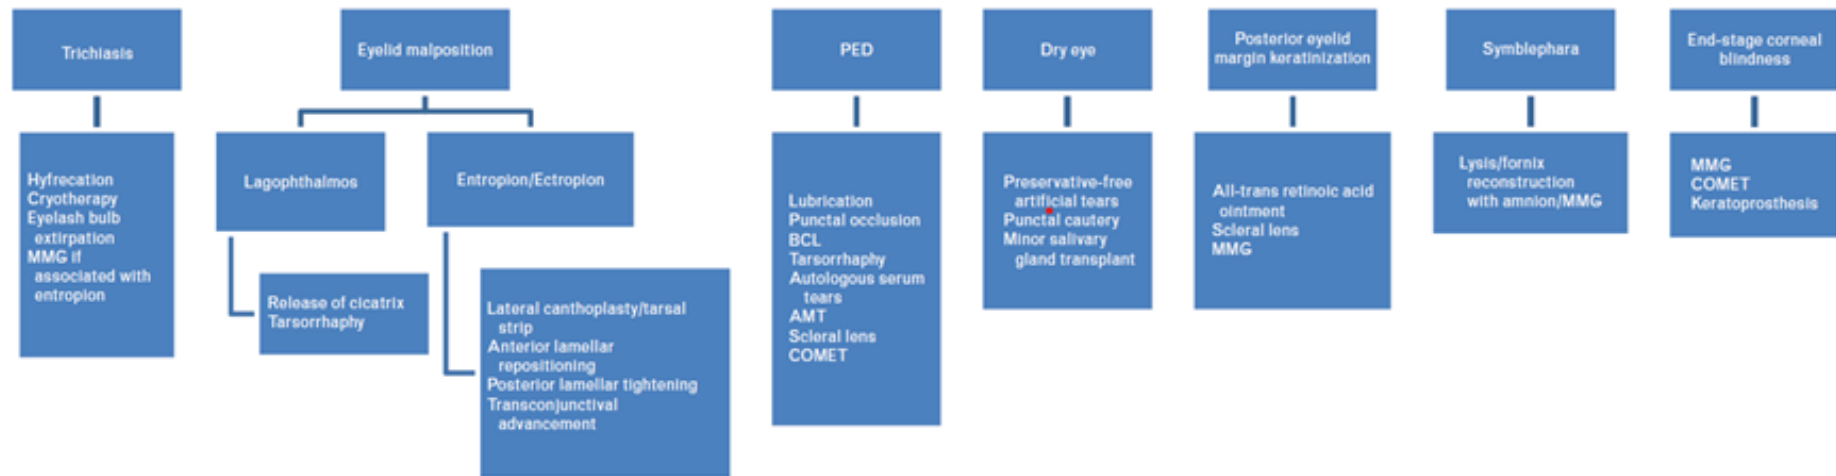 Trichiasis
Hyfrecation
Cryotherapy
Eyelash bulb
extirpation
MMG if
associated with
entropion
Eyelid malposition
Lagophthalmos
Release of cicatrix
Tarsorrhaphy
Entropion/Ectropion
Lateral canthoplasty/tarsal
strip
Anterior lamellar
repositioning
Posterior lamellar tightening
Transconjunctival
advancement
PED
Lubrication
Punctal occlusion
BCL
Tarsorrhaphy
Autologous serum
tears
AMT
Scleral lens
COMET
Dry eye
Preservative-free
artificial tears
Punctal cautery
Minor salivary
gland transplant
Posterior eyelid
margin keratinization
All-trans retinoic acid
ointment
Scleral lens
MMG
Symblephara
Lysis/fornix
reconstruction
with amnion/MMG
End-stage corneal
blindness
MMG
COMET
Keratoprosthesis